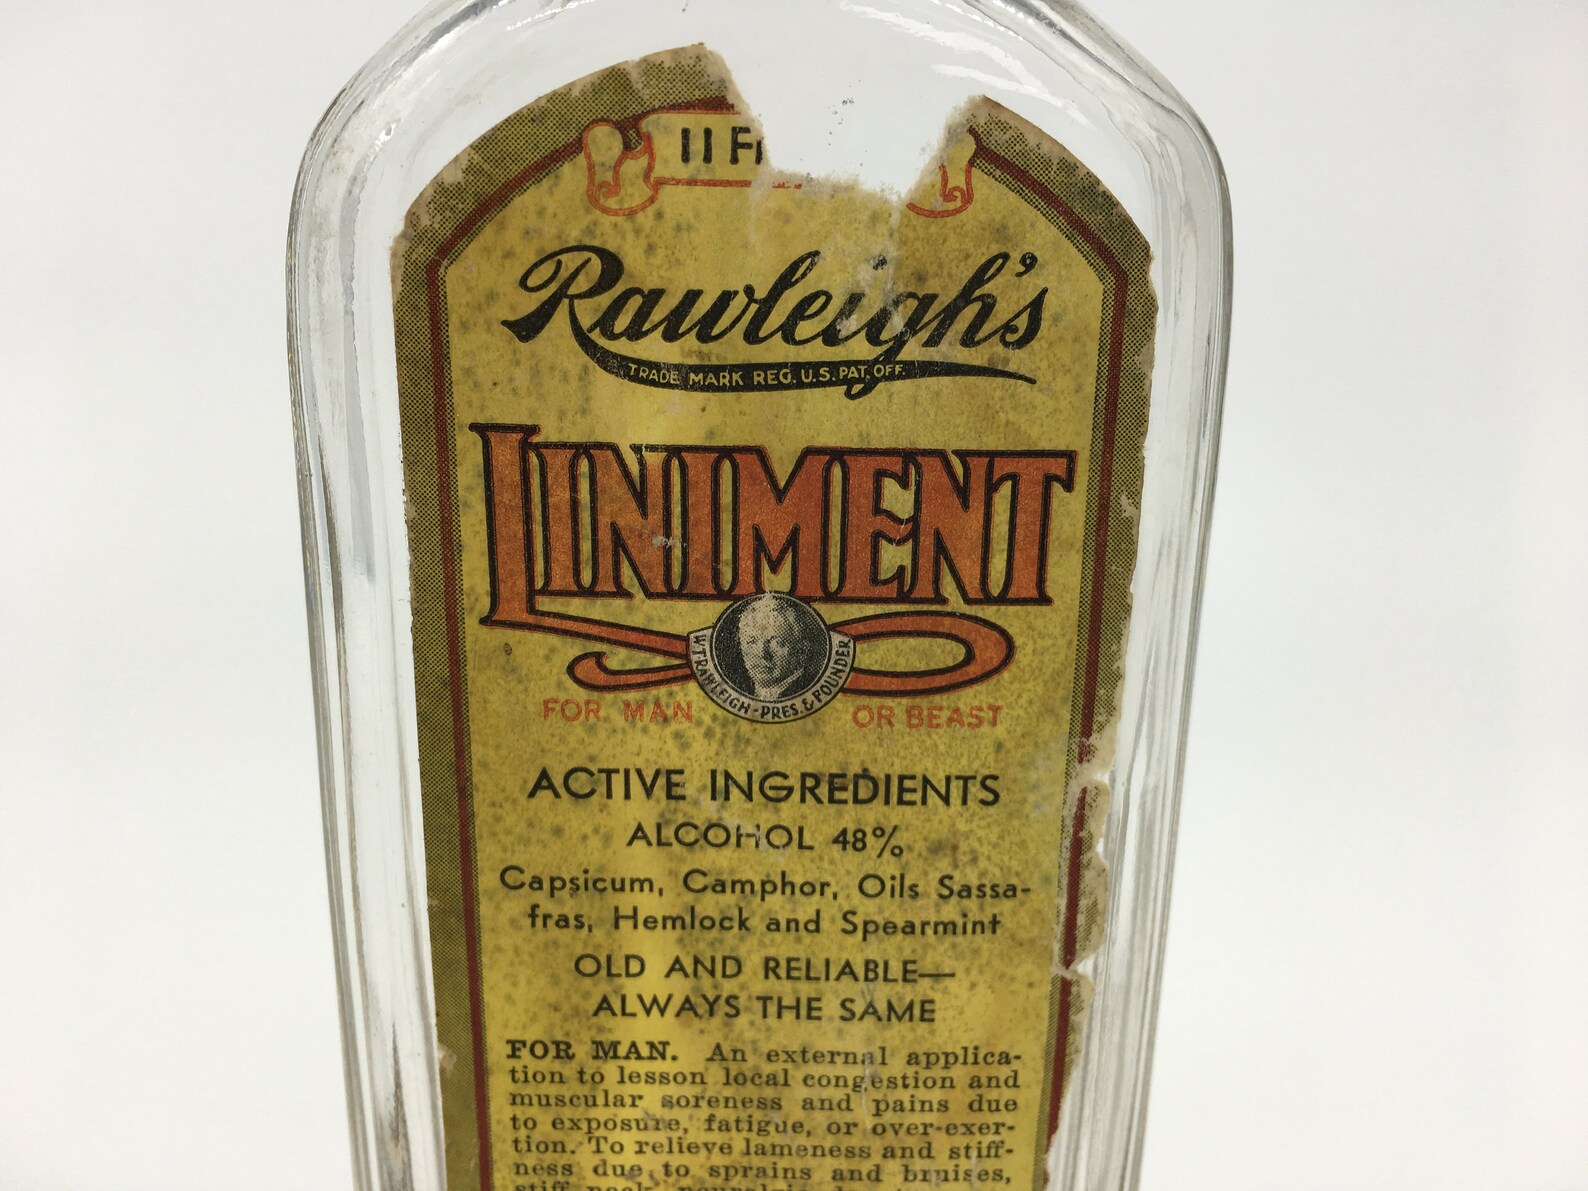 11
Rawleigh's
TRADE MARK REG. U.S. PAT. OFF.
LINIMENT
W.T. RAWLEIGH - PRES. & FOUNDER
FOR MAN OR BEAST
ACTIVE INGREDIENTS
ALCOHOL 48%
Capsicum, Camphor, Oils Sassa-
fras, Hemlock and Spearmint
OLD AND RELIABLE—
ALWAYS THE SAME
FOR MAN. An external applica-
tion to lesson local congestion and
muscular soreness and pains due
to exposure, fatigue, or over-exer-
tion. To relieve lameness and stiff-
ness due to sprains and bruises,